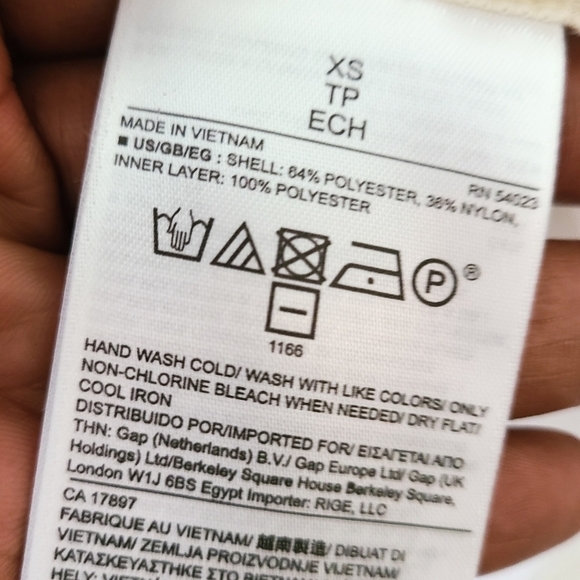 XS
TP
ECH
MADE IN VIETNAM
RN 54023
■ US/GB/EG : SHELL: 64% POLYESTER, 36% NYLON,
INNER LAYER: 100% POLYESTER
P ®
1166
HAND WASH COLD/ WASH WITH LIKE COLORS/ ONLY
NON-CHLORINE BLEACH WHEN NEEDED/ DRY FLAT/
COOL IRON
DISTRIBUIDO POR/IMPORTED FOR/ ΕΙΣΑΓΕΤΑΙ ΑΠΟ
THN: Gap (Netherlands) B.V./ Gap Europe Ltd/ Gap (UK
Holdings) Ltd/Berkeley Square House Berkeley Square,
London W1J 6BS Egypt Importer: RIGE, LLC
CA 17897
FABRIQUE AU VIETNAM/ 越南製造/ DIBUAT DI
VIETNAM/ ZEMLJA PROIZVODNJE VIJETNAM/
ΚΑΤΑΣΚΕΥΑΣΤΗΚΕ ΣΤΟ ΒΙΕΤΝΑΜ/
HELY: